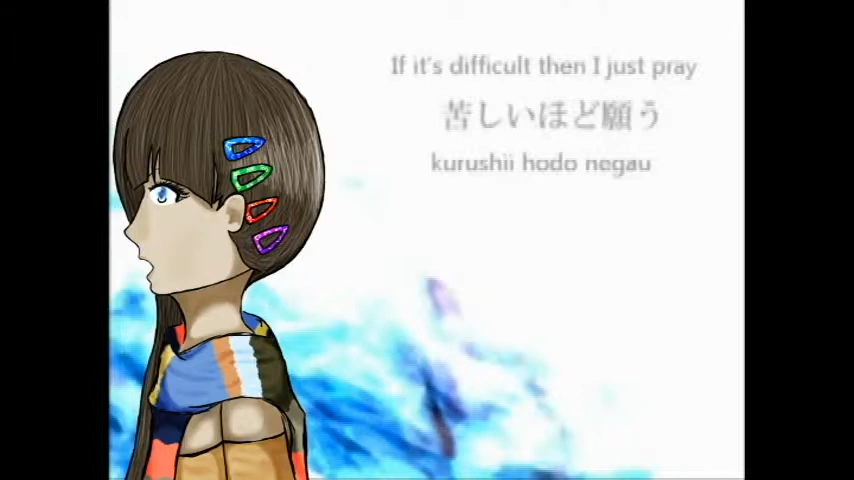 If it's difficult then I just pray
苦しいほど願う
kurushii hodo negau